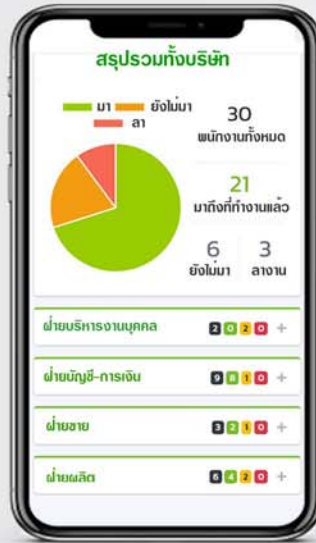 สรุปรวมทั้งบริษัท
มา ยังไม่มา
ลา
30
พนักงานทั้งหมด
21
มาถึงที่ทำงานแล้ว
6 3
ยังไม่มา ลางาน
ฝ่ายบริหารงานบุคคล 2 0 2 0 +
ฝ่ายบัญชี-การเงิน 9 8 1 0 +
ฝ่ายขาย 3 2 1 0 +
ฝ่ายผลิต 6 4 2 0 +